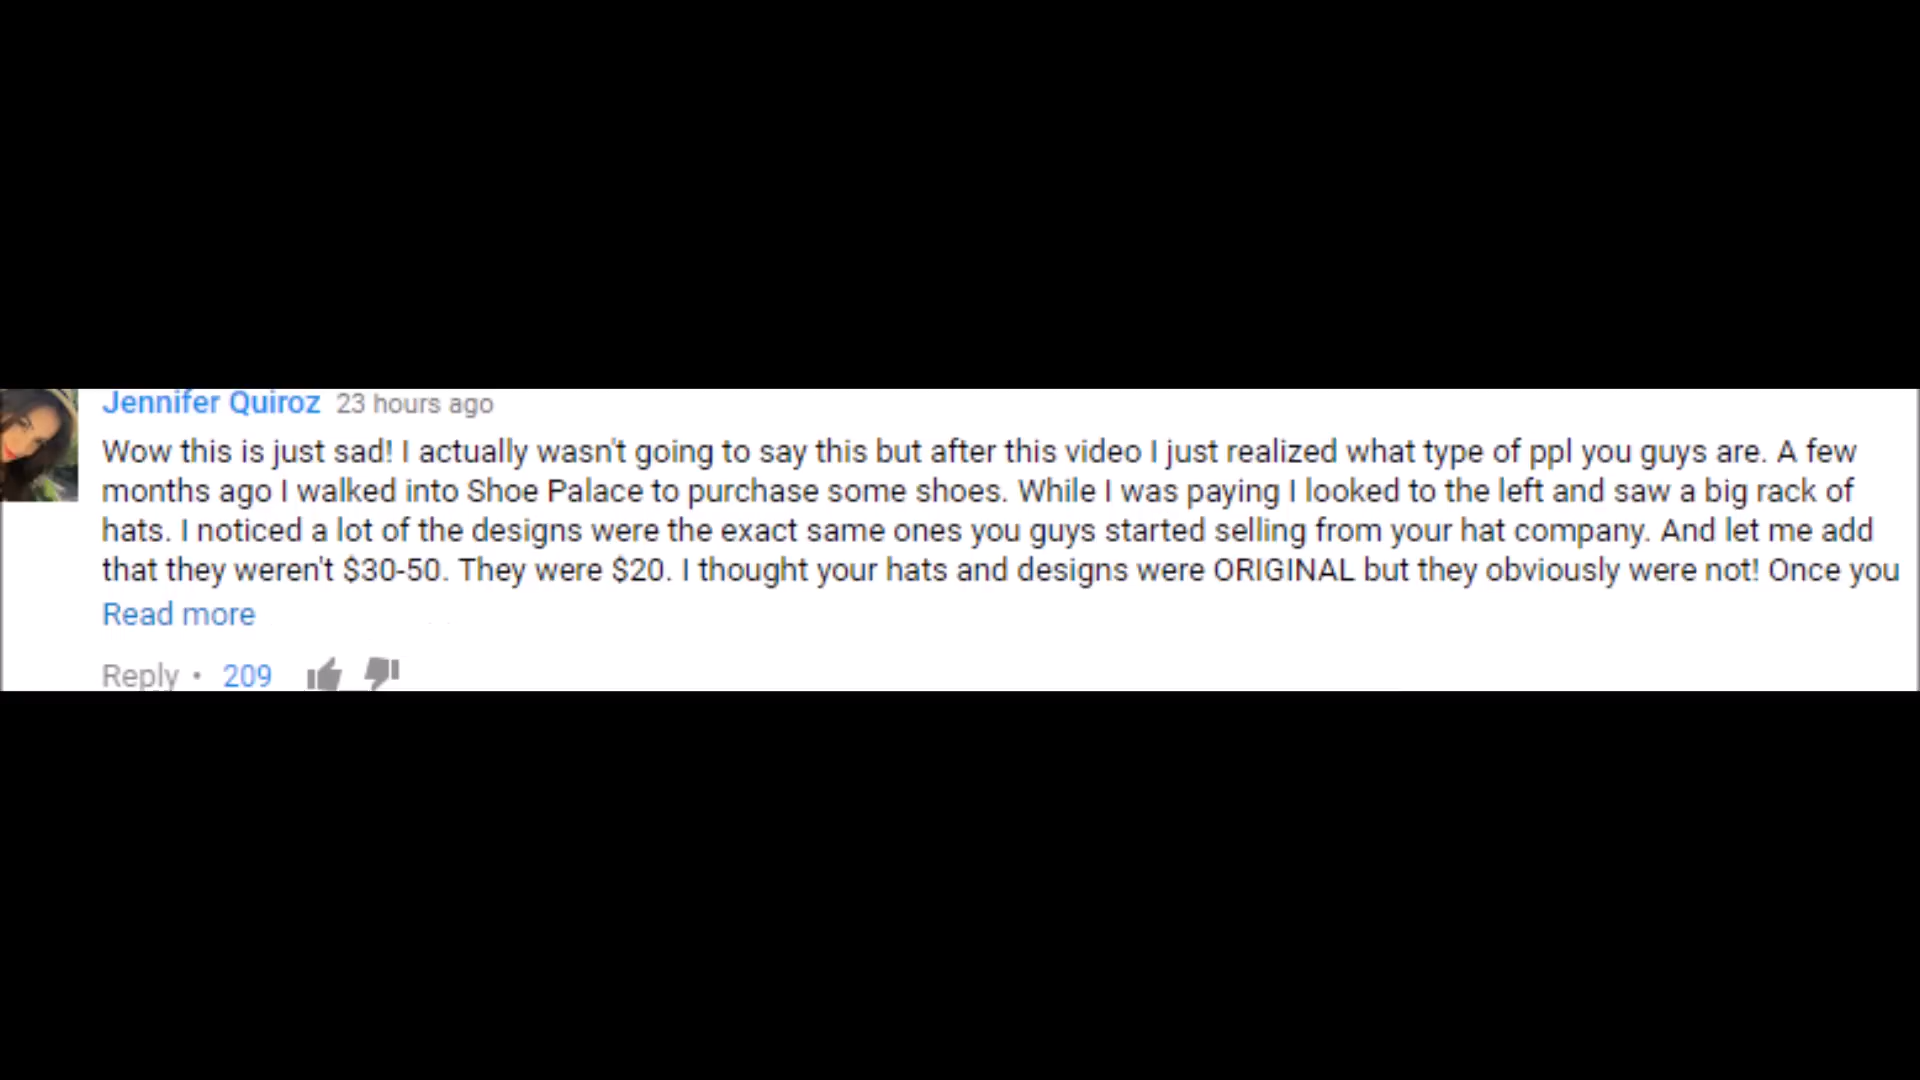 Jennifer Quiroz 23 hours ago
Wow this is just sad! I actually wasn't going to say this but after this video I just realized what type of ppl you guys are. A few
months ago I walked into Shoe Palace to purchase some shoes. While I was paying I looked to the left and saw a big rack of
hats. I noticed a lot of the designs were the exact same ones you guys started selling from your hat company. And let me add
that they weren't $30-50. They were $20. I thought your hats and designs were ORIGINAL but they obviously were not! Once you
Read more
Reply • 209